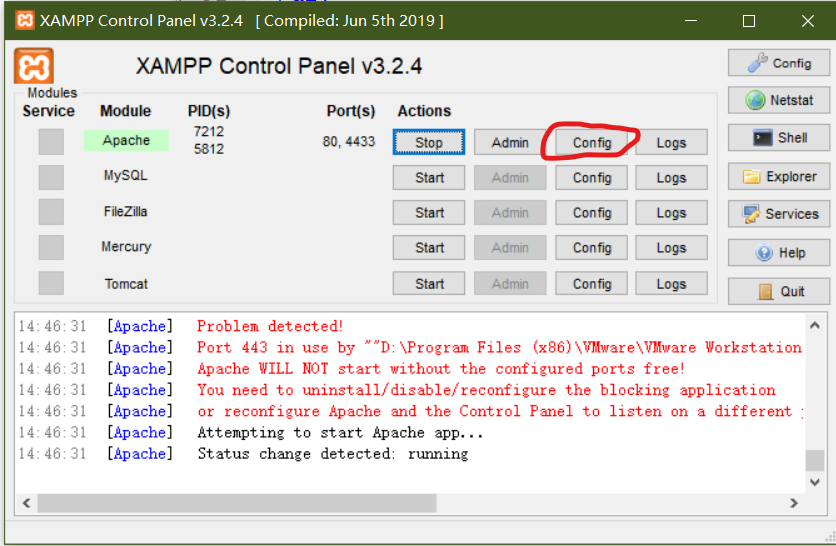 XAMPP Control Panel v3.2.4 [ Compiled: Jun 5th 2019 ]
XAMPP Control Panel v3.2.4
Config
Modules
Service Module PID(s) Port(s) Actions
Netstat
Apache 7212 5812 80, 4433 Stop Admin Config Logs
Shell
MySQL Start Admin Config Logs
Explorer
FileZilla Start Admin Config Logs
Services
Mercury Start Admin Config Logs
Help
Tomcat Start Admin Config Logs
Quit
14:46:31 [Apache] Problem detected!
14:46:31 [Apache] Port 443 in use by ""D:\Program Files (x86)\VMware\VMware Workstation
14:46:31 [Apache] Apache WILL NOT start without the configured ports free!
14:46:31 [Apache] You need to uninstall/disable/reconfigure the blocking application
14:46:31 [Apache] or reconfigure Apache and the Control Panel to listen on a different
14:46:31 [Apache] Attempting to start Apache app...
14:46:31 [Apache] Status change detected: running